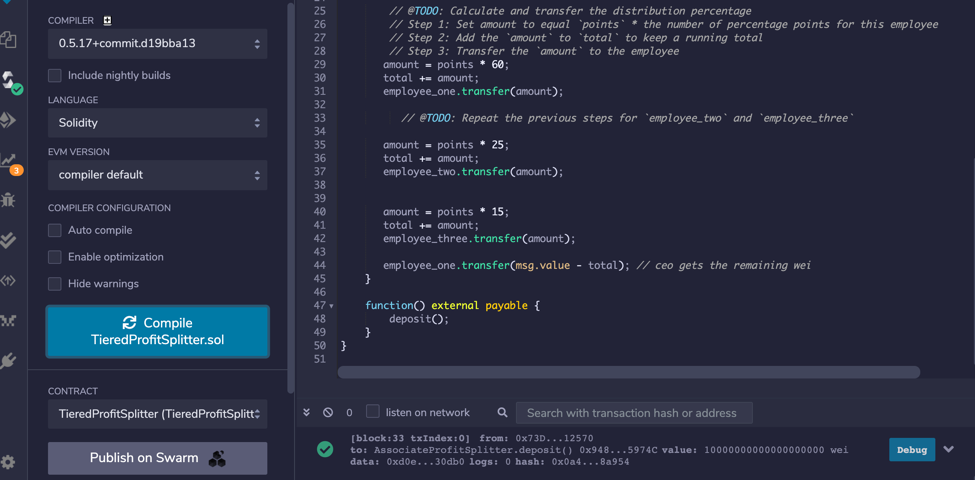 COMPILER
0.5.17+commit.d19bba13
Include nightly builds
LANGUAGE
Solidity
EVM VERSION
compiler default
COMPILER CONFIGURATION
Auto compile
Enable optimization
Hide warnings
Compile
TieredProfitSplitter.sol
CONTRACT
TieredProfitSplitter (TieredProfitSplitt
Publish on Swarm
3
25 // @TODO: Calculate and transfer the distribution percentage
26 // Step 1: Set amount to equal `points` * the number of percentage points for this employee
27 // Step 2: Add the `amount` to `total` to keep a running total
28 // Step 3: Transfer the `amount` to the employee
29 amount = points * 60;
30 total += amount;
31 employee_one.transfer(amount);
32
33 // @TODO: Repeat the previous steps for `employee_two` and `employee_three`
34
35 amount = points * 25;
36 total += amount;
37 employee_two.transfer(amount);
38
39
40 amount = points * 15;
41 total += amount;
42 employee_three.transfer(amount);
43
44 employee_one.transfer(msg.value - total); // ceo gets the remaining wei
45 }
46
47 function() external payable {
48 deposit();
49 }
50 }
51
0 listen on network Search with transaction hash or address
[block:33 txIndex:0] from: 0x73D...12570
to: AssociateProfitSplitter.deposit() 0x948...5974C value: 10000000000000000000 wei
data: 0xd0e...30db0 logs: 0 hash: 0x0a4...8a954
Debug